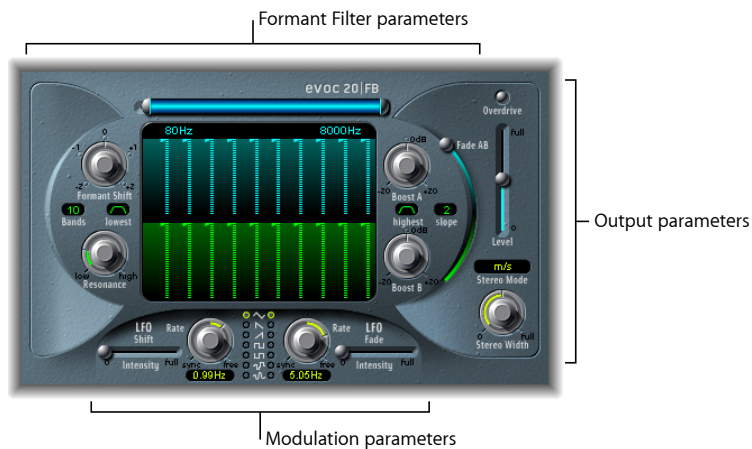 Formant Filter parameters
evoc 20|FB
Overdrive
full
80Hz
8000Hz
0
-1
+1
-2
+2
Formant Shift
0dB
-20
+20
Boost A
Fade AB
10
Bands
lowest
highest
2
slope
low
high
Resonance
0dB
-20
+20
Boost B
0
Level
Output parameters
m/s
Stereo Mode
0
full
Stereo Width
LFO
Shift
Rate
0
full
Intensity
sync
free
0.99Hz
Rate
LFO
Fade
sync
free
5.05Hz
0
full
Intensity
Modulation parameters